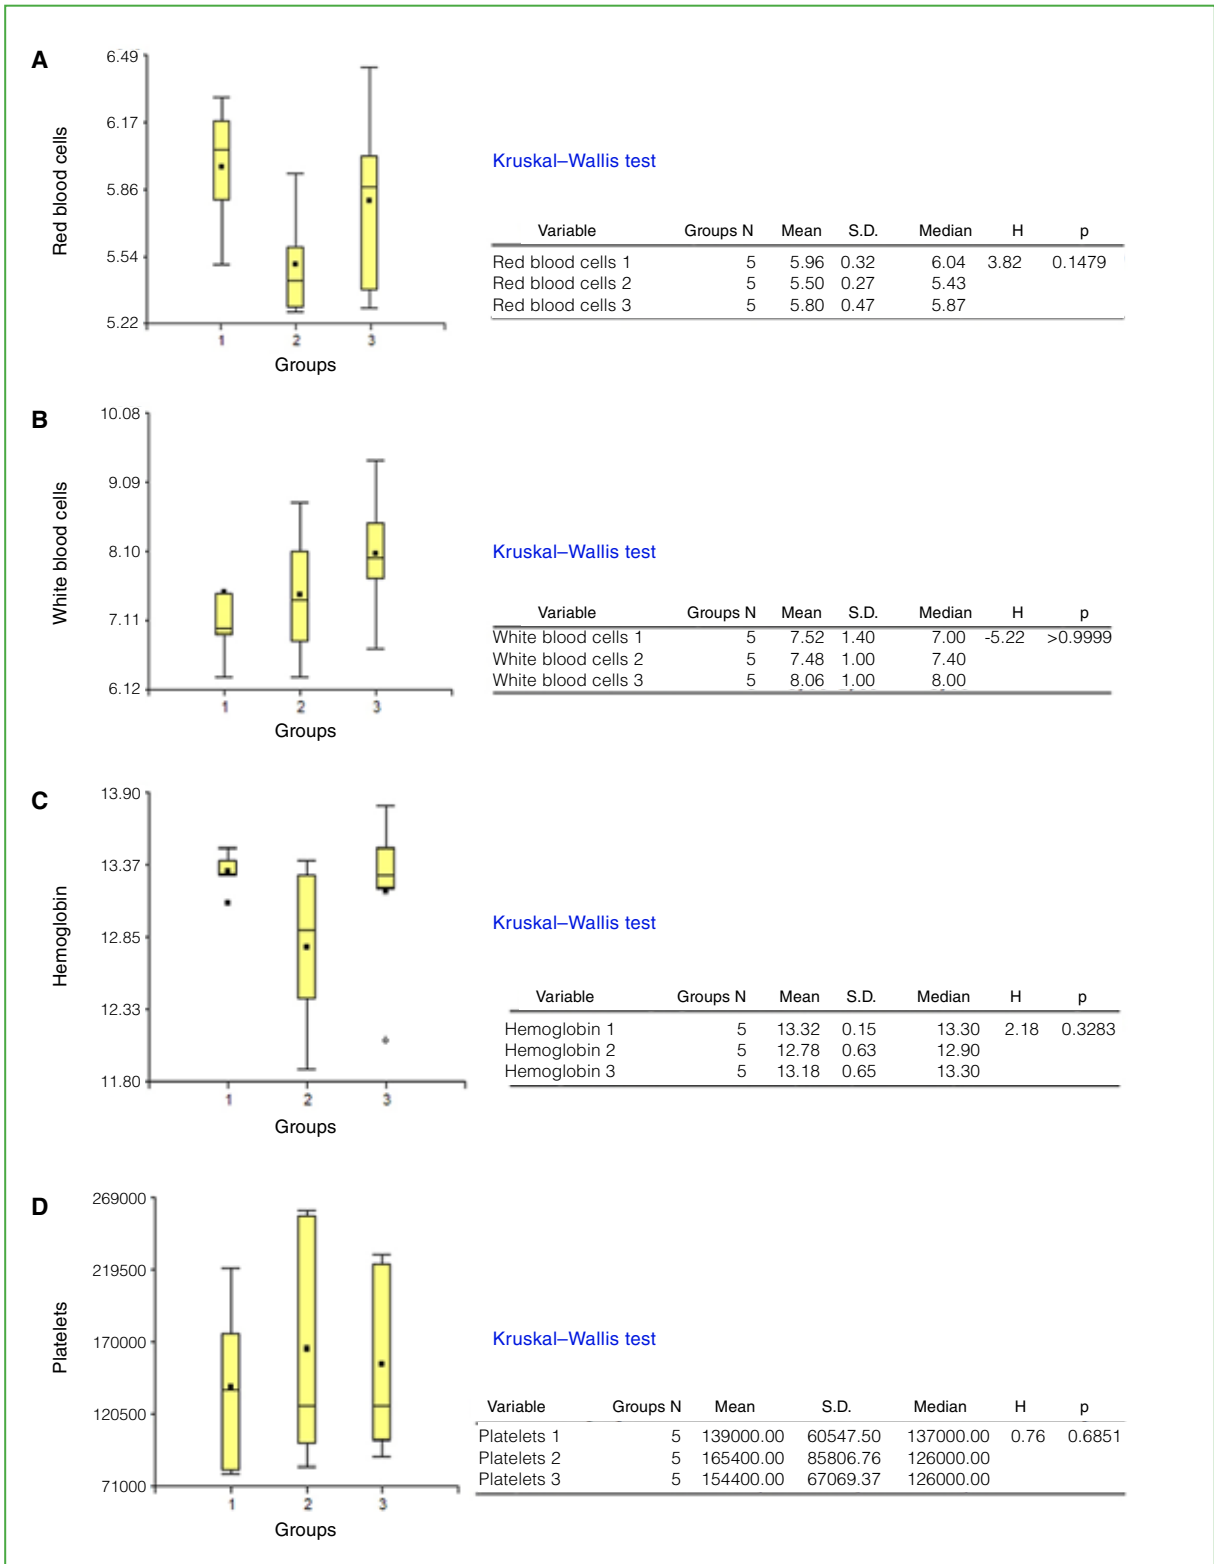 A
6.49
6.17
5.86
5.54
5.22
Red blood cells
1 2 3
Groups
Kruskal–Wallis test
Variable Groups N Mean S.D. Median H p
Red blood cells 1 5 5.96 0.32 6.04 3.82 0.1479
Red blood cells 2 5 5.50 0.27 5.43
Red blood cells 3 5 5.80 0.47 5.87
B
10.08
9.09
8.10
7.11
6.12
White blood cells
1 2 3
Groups
Kruskal–Wallis test
Variable Groups N Mean S.D. Median H p
White blood cells 1 5 7.52 1.40 7.00 -5.22 >0.9999
White blood cells 2 5 7.48 1.00 7.40
White blood cells 3 5 8.06 1.00 8.00
C
13.90
13.37
12.85
12.33
11.80
Hemoglobin
1 2 3
Groups
Kruskal–Wallis test
Variable Groups N Mean S.D. Median H p
Hemoglobin 1 5 13.32 0.15 13.30 2.18 0.3283
Hemoglobin 2 5 12.78 0.63 12.90
Hemoglobin 3 5 13.18 0.65 13.30
D
269000
219500
170000
120500
71000
Platelets
1 2 3
Groups
Kruskal–Wallis test
Variable Groups N Mean S.D. Median H p
Platelets 1 5 139000.00 60547.50 137000.00 0.76 0.6851
Platelets 2 5 165400.00 85806.76 126000.00
Platelets 3 5 154400.00 67069.37 126000.00